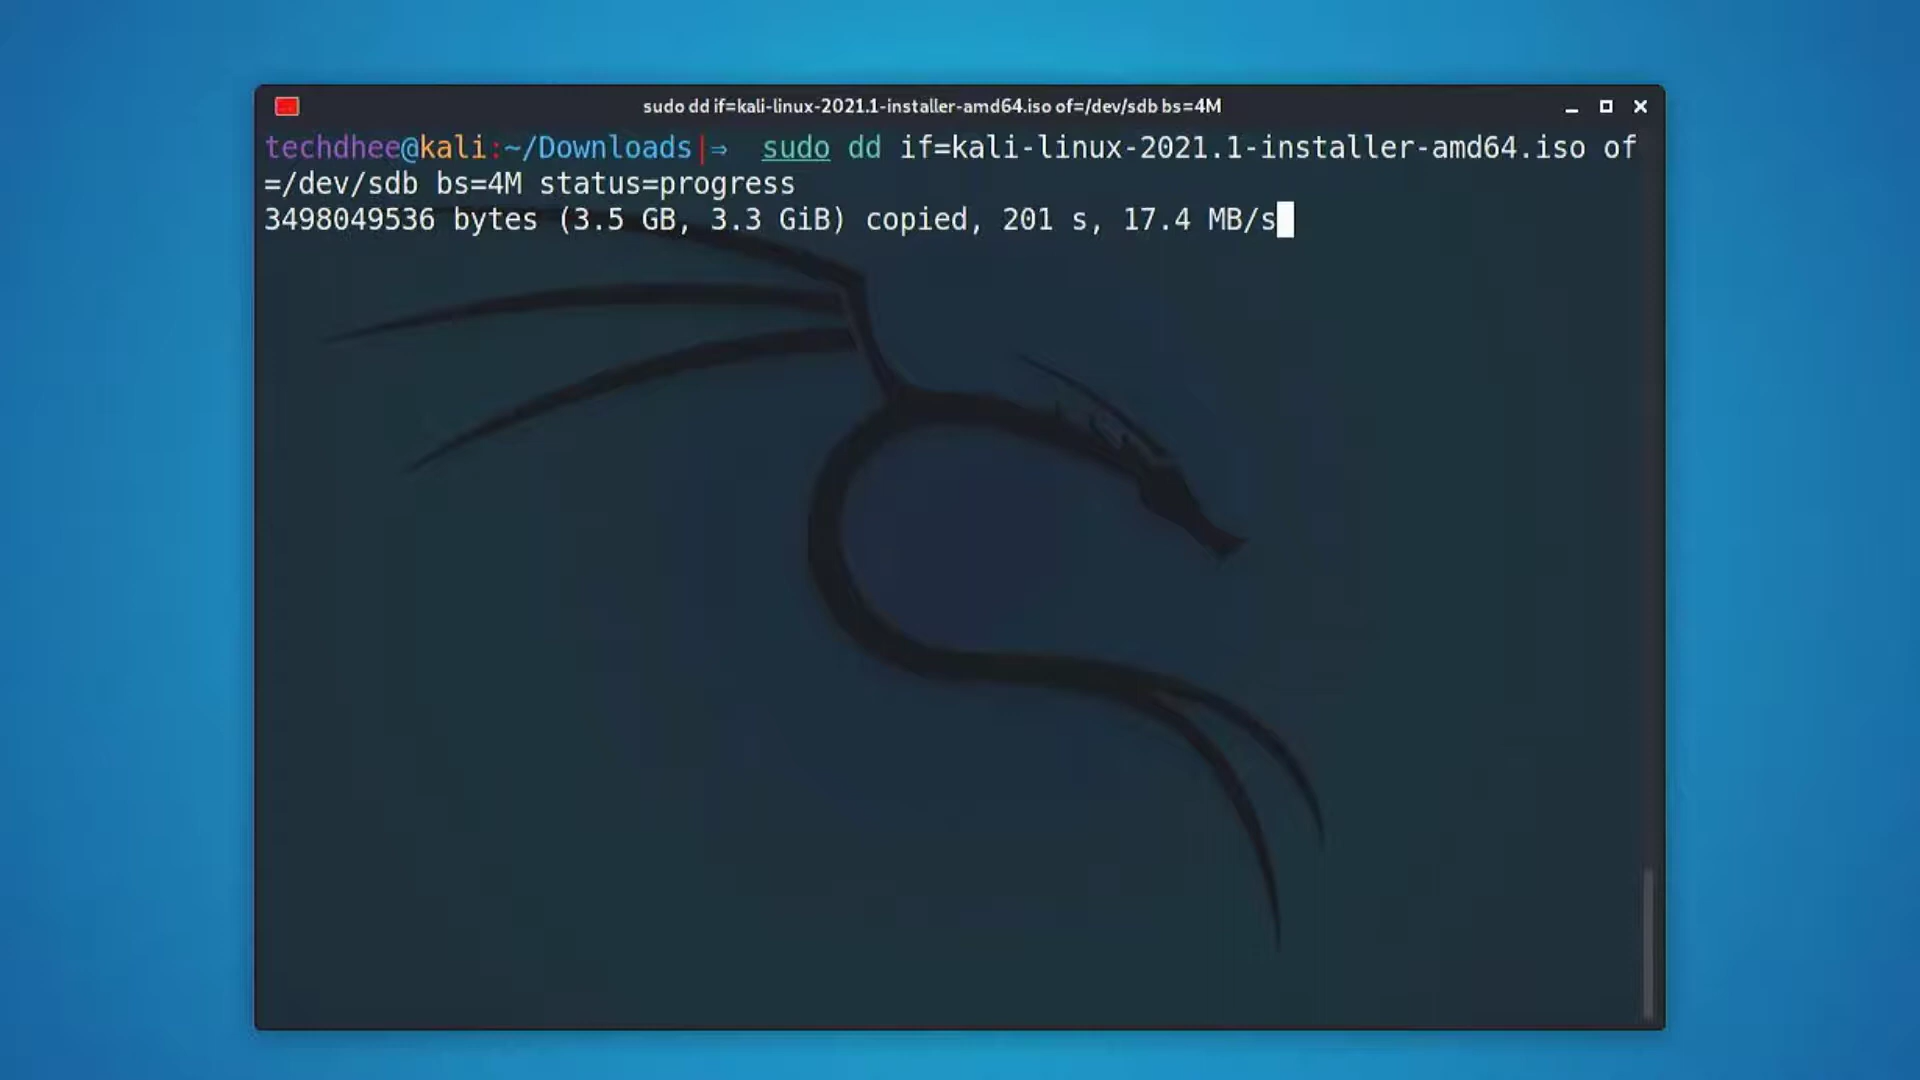 sudo dd if=kali-linux-2021.1-installer-amd64.iso of=/dev/sdb bs=4M
techdhee@kali:~/Downloads|⇒  sudo dd if=kali-linux-2021.1-installer-amd64.iso of
=/dev/sdb bs=4M status=progress
3498049536 bytes (3.5 GB, 3.3 GiB) copied, 201 s, 17.4 MB/s